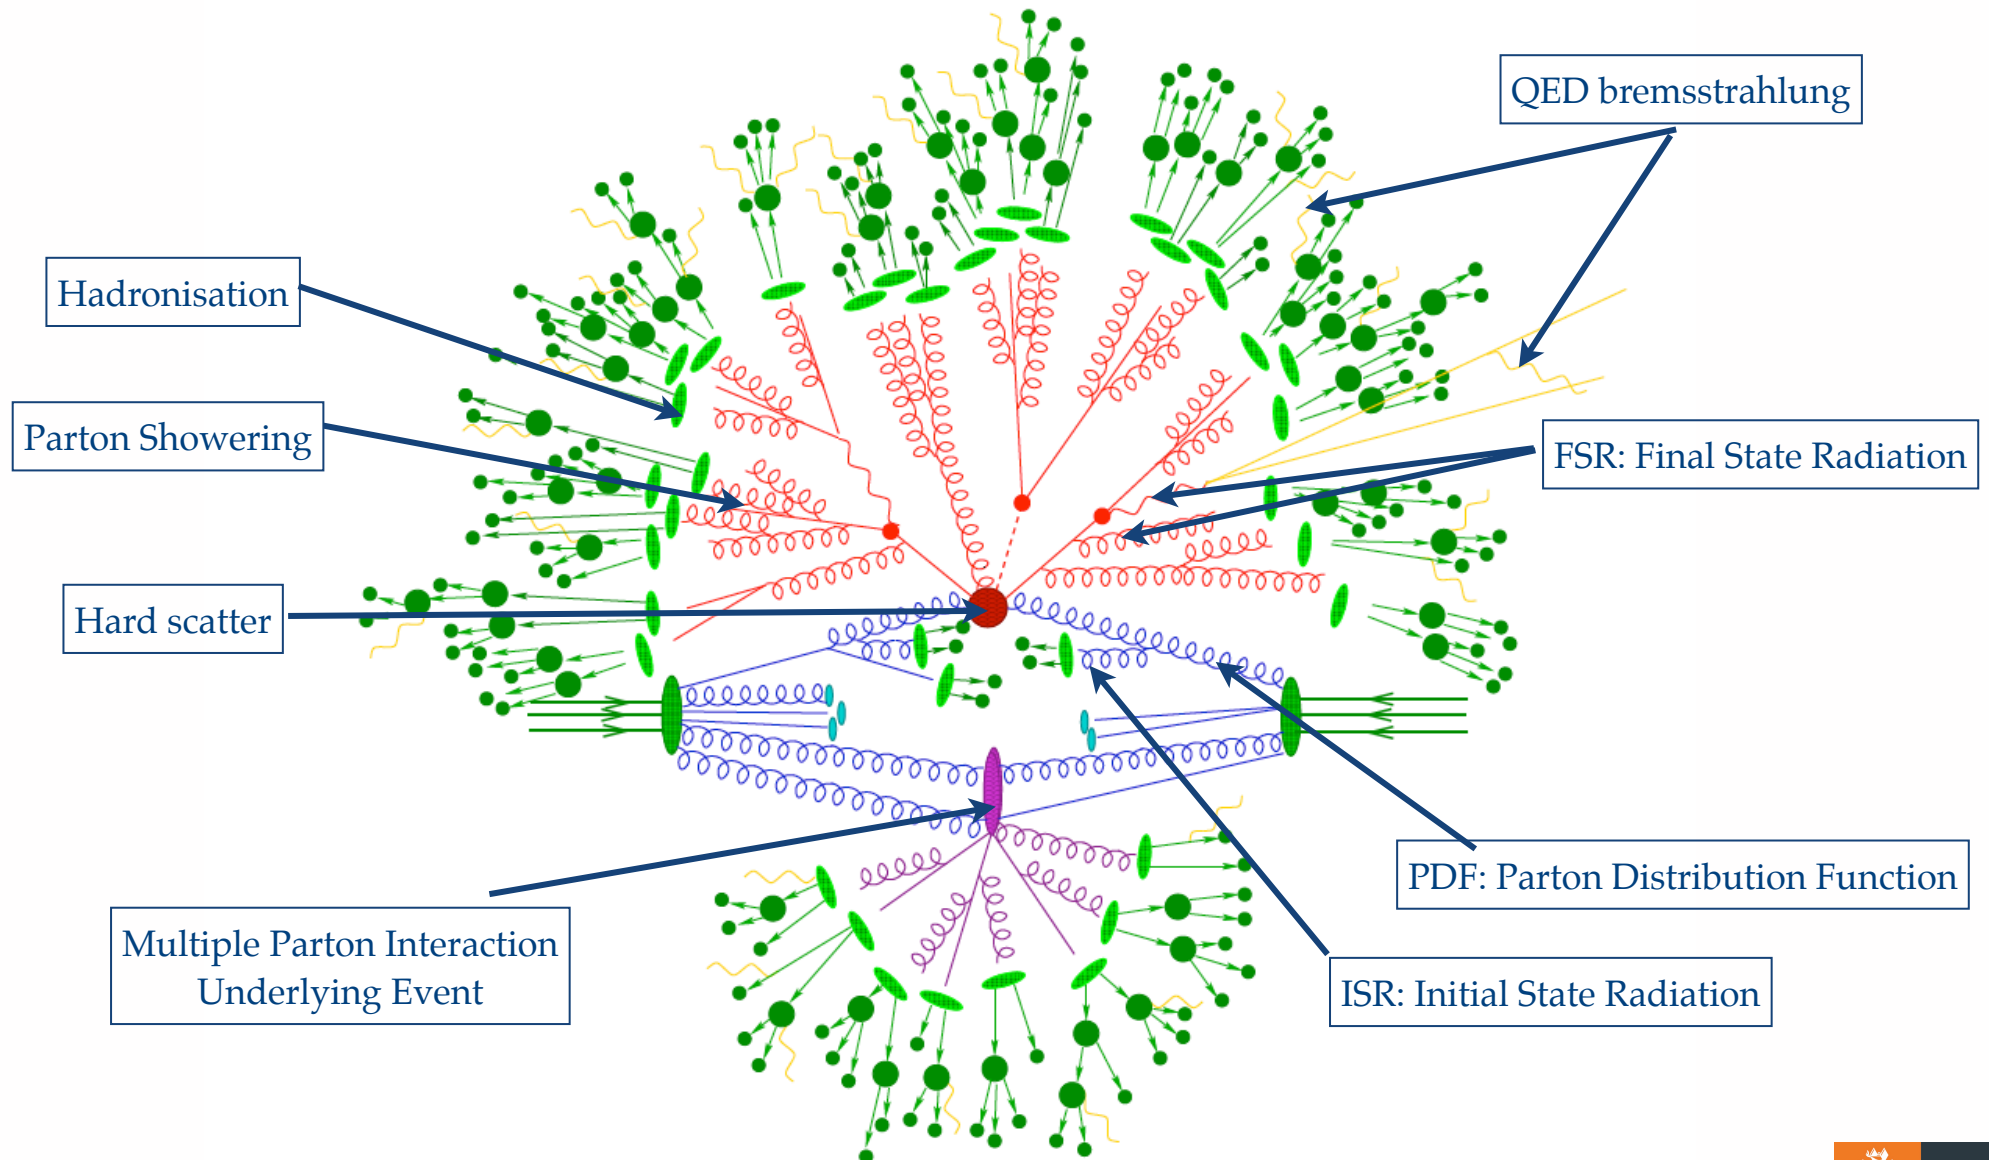 QED bremsstrahlung
Hadronisation
Parton Showering
FSR: Final State Radiation
Hard scatter
PDF: Parton Distribution Function
Multiple Parton Interaction
Underlying Event
ISR: Initial State Radiation